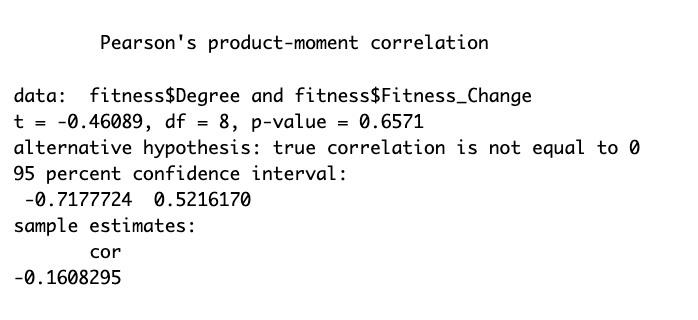 Pearson's product-moment correlation
data:  fitness$Degree and fitness$Fitness_Change
t = -0.46089, df = 8, p-value = 0.6571
alternative hypothesis: true correlation is not equal to 0
95 percent confidence interval:
 -0.7177724  0.5216170
sample estimates:
       cor
-0.1608295